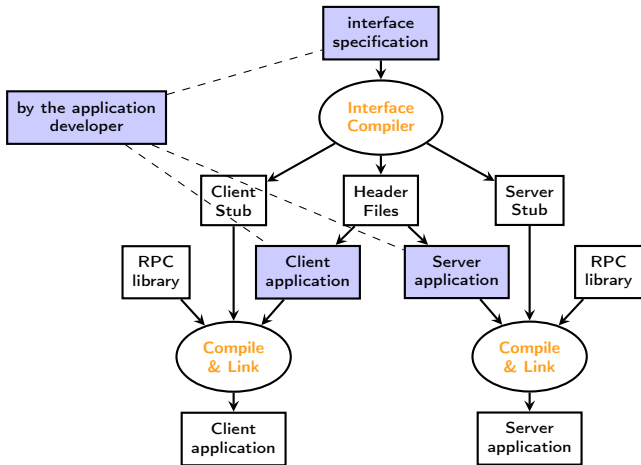 interface
specification
by the application
developer
Interface
Compiler
Client
Stub
Header
Files
Server
Stub
RPC
library
Client
application
Server
application
RPC
library
Compile
& Link
Compile
& Link
Client
application
Server
application